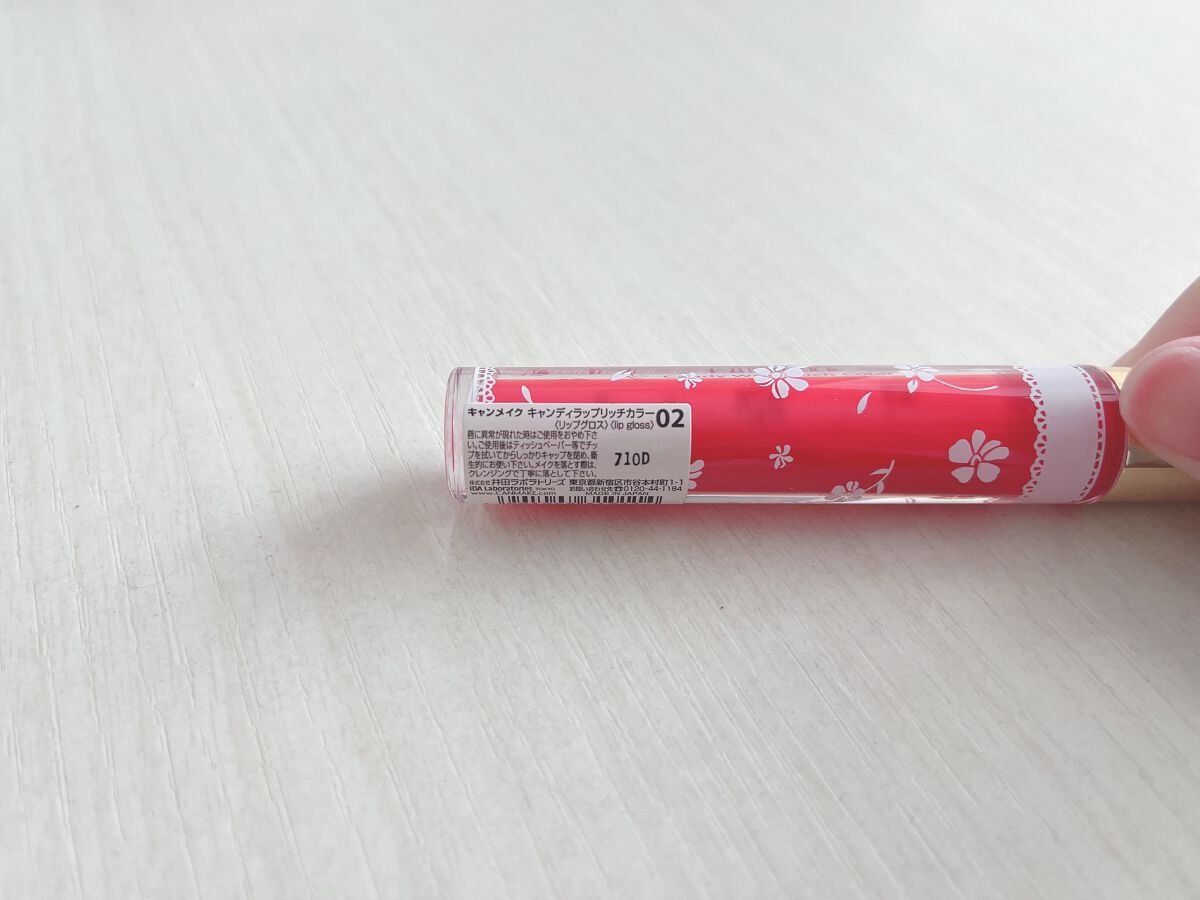 キャンメイク キャンディラップリッチカラー 02
〈リップグロス〉〈lip gloss〉
唇に異常が現れた時はご使用をおやめ下さ
い。ご使用後はティッシュペーパー等でチッ
プを拭いてからしっかりキャップを閉め、衛
生的にお使い下さい。メイクを落とす際は、
クレンジングで丁寧に落として下さい。
710D
株式会社 井田ラボラトリーズ 東京都新宿区市谷本村町1-1
IDA Laboratories TOKYO お問い合わせ先☎0120-44-1184
www.CANMAKE.com MADE IN JAPAN